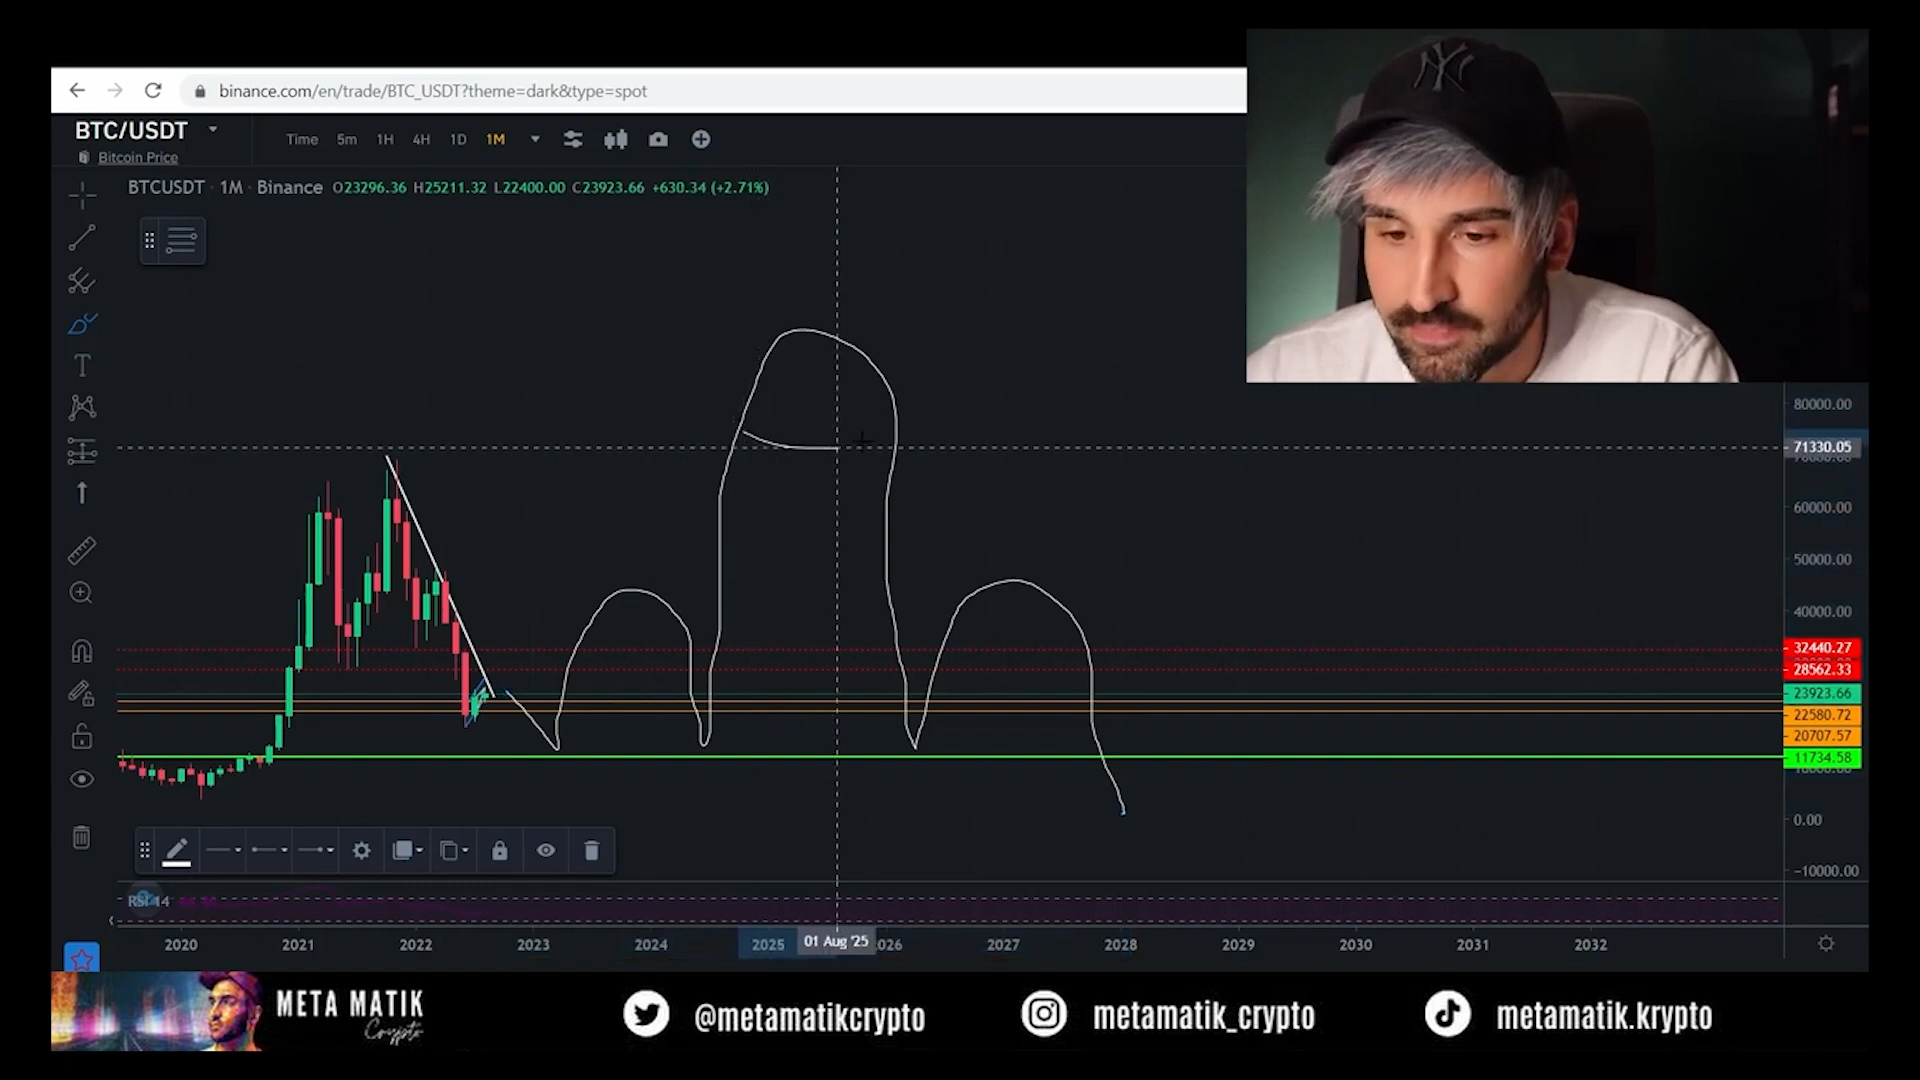 binance.com/en/trade/BTC_USDT?theme=dark&type=spot
BTC/USDT
Bitcoin Price
Time 5m 1H 4H 1D 1M
BTCUSDT · 1M · Binance O23296.36 H25211.32 L22400.00 C23923.66 +630.34 (+2.71%)
NY
T
80000.00
71330.05
60000.00
50000.00
40000.00
32440.27
28562.33
23923.66
22580.72
20707.57
11734.58
0.00
−10000.00
RSI 14
2020 2021 2022 2023 2024 2025 01 Aug '25 2026 2027 2028 2029 2030 2031 2032
META MATIK
Crypto
@metamatikcrypto
metamatik_crypto
metamatik.krypto